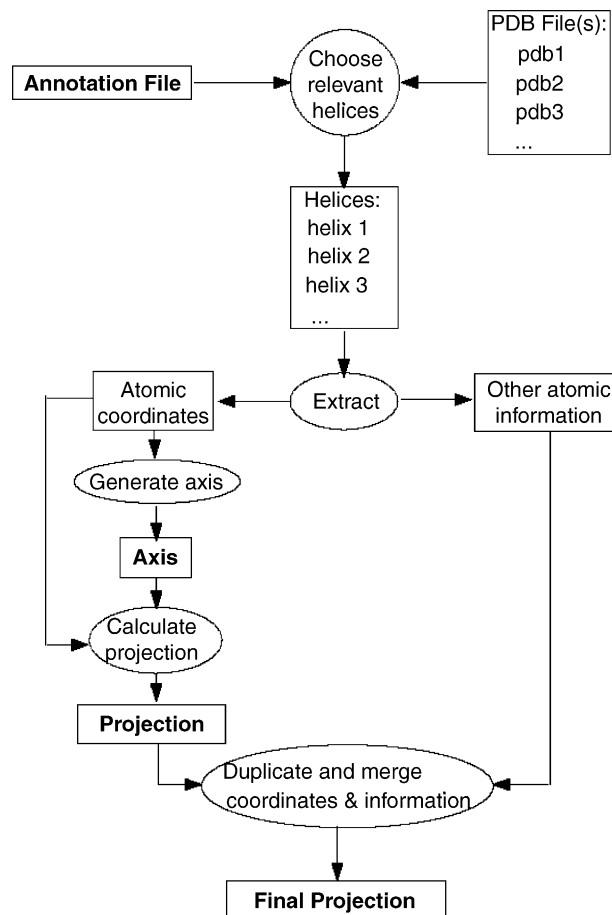 PDB File(s):
pdb1
pdb2
pdb3
...
Annotation File
Choose
relevant
helices
Helices:
helix 1
helix 2
helix 3
...
Atomic
coordinates
Extract
Other atomic
information
Generate axis
Axis
Calculate
projection
Projection
Duplicate and merge
coordinates & information
Final Projection